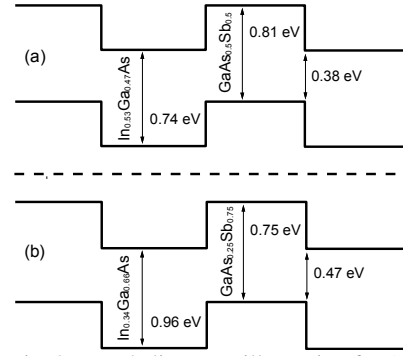 (a)
In0.53Ga0.47As
0.74 eV
GaAs0.5Sb0.5
0.81 eV
0.38 eV
(b)
In0.34Ga0.66As
0.96 eV
GaAs0.25Sb0.75
0.75 eV
0.47 eV